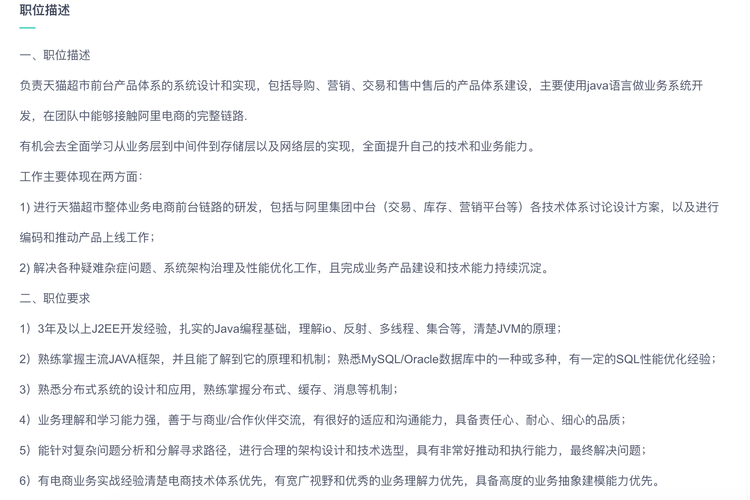 职位描述
一、职位描述
负责天猫超市前台产品体系的系统设计和实现，包括导购、营销、交易和售中售后的产品体系建设，主要使用java语言做业务系统开
发，在团队中能够接触阿里电商的完整链路.
有机会去全面学习从业务层到中间件到存储层以及网络层的实现，全面提升自己的技术和业务能力。
工作主要体现在两方面：
1) 进行天猫超市整体业务电商前台链路的研发，包括与阿里集团中台（交易、库存、营销平台等）各技术体系讨论设计方案，以及进行
编码和推动产品上线工作；
2) 解决各种疑难杂症问题、系统架构治理及性能优化工作，且完成业务产品建设和技术能力持续沉淀。
二、职位要求
1）3年及以上J2EE开发经验，扎实的Java编程基础，理解io、反射、多线程、集合等，清楚JVM的原理；
2）熟练掌握主流JAVA框架，并且能了解到它的原理和机制；熟悉MySQL/Oracle数据库中的一种或多种，有一定的SQL性能优化经验；
3）熟悉分布式系统的设计和应用，熟练掌握分布式、缓存、消息等机制；
4）业务理解和学习能力强，善于与商业/合作伙伴交流，有很好的适应和沟通能力，具备责任心、耐心、细心的品质；
5）能针对复杂问题分析和分解寻求路径，进行合理的架构设计和技术选型，具有非常好推动和执行能力，最终解决问题；
6）有电商业务实战经验清楚电商技术体系优先，有宽广视野和优秀的业务理解力优先，具备高度的业务抽象建模能力优先。